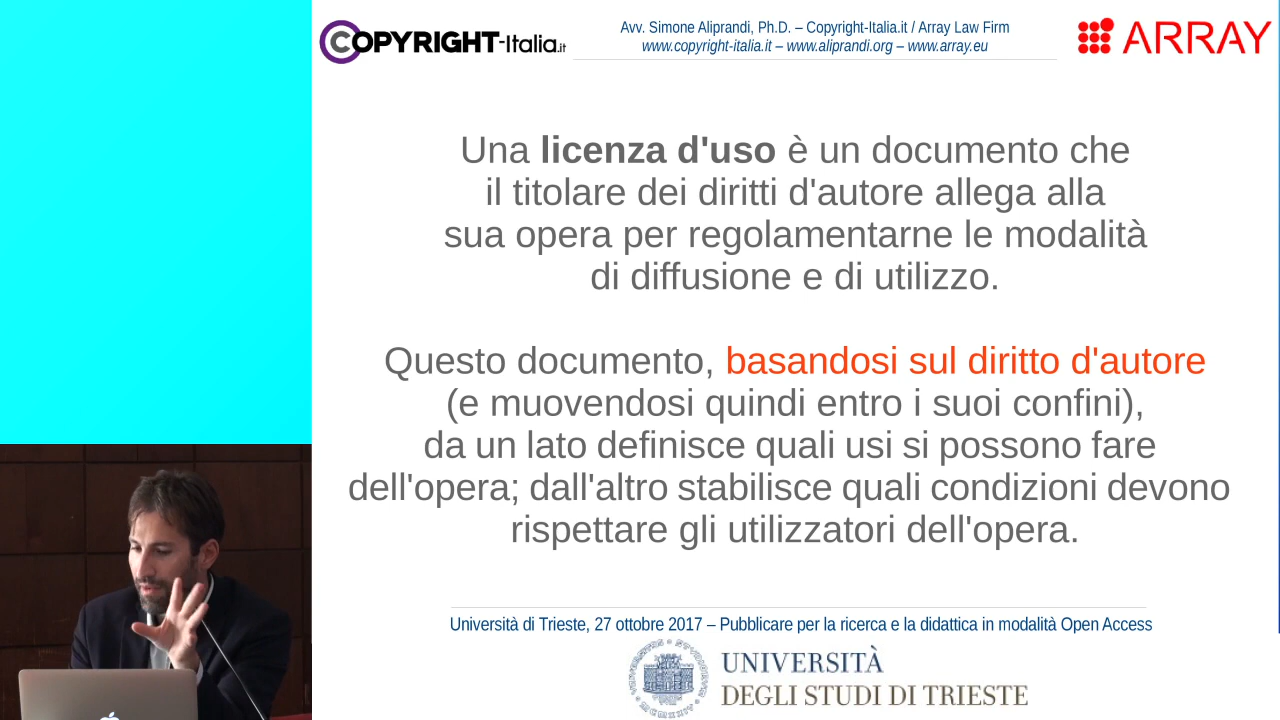 COPYRIGHT-Italia.it
Avv. Simone Aliprandi, Ph.D. – Copyright-Italia.it / Array Law Firm
www.copyright-italia.it – www.aliprandi.org – www.array.eu
ARRAY
Una licenza d'uso è un documento che
il titolare dei diritti d'autore allega alla
sua opera per regolamentarne le modalità
di diffusione e di utilizzo.
Questo documento, basandosi sul diritto d'autore
(e muovendosi quindi entro i suoi confini),
da un lato definisce quali usi si possono fare
dell'opera; dall'altro stabilisce quali condizioni devono
rispettare gli utilizzatori dell'opera.
Università di Trieste, 27 ottobre 2017 – Pubblicare per la ricerca e la didattica in modalità Open Access
UNIVERSITÀ
DEGLI STUDI DI TRIESTE